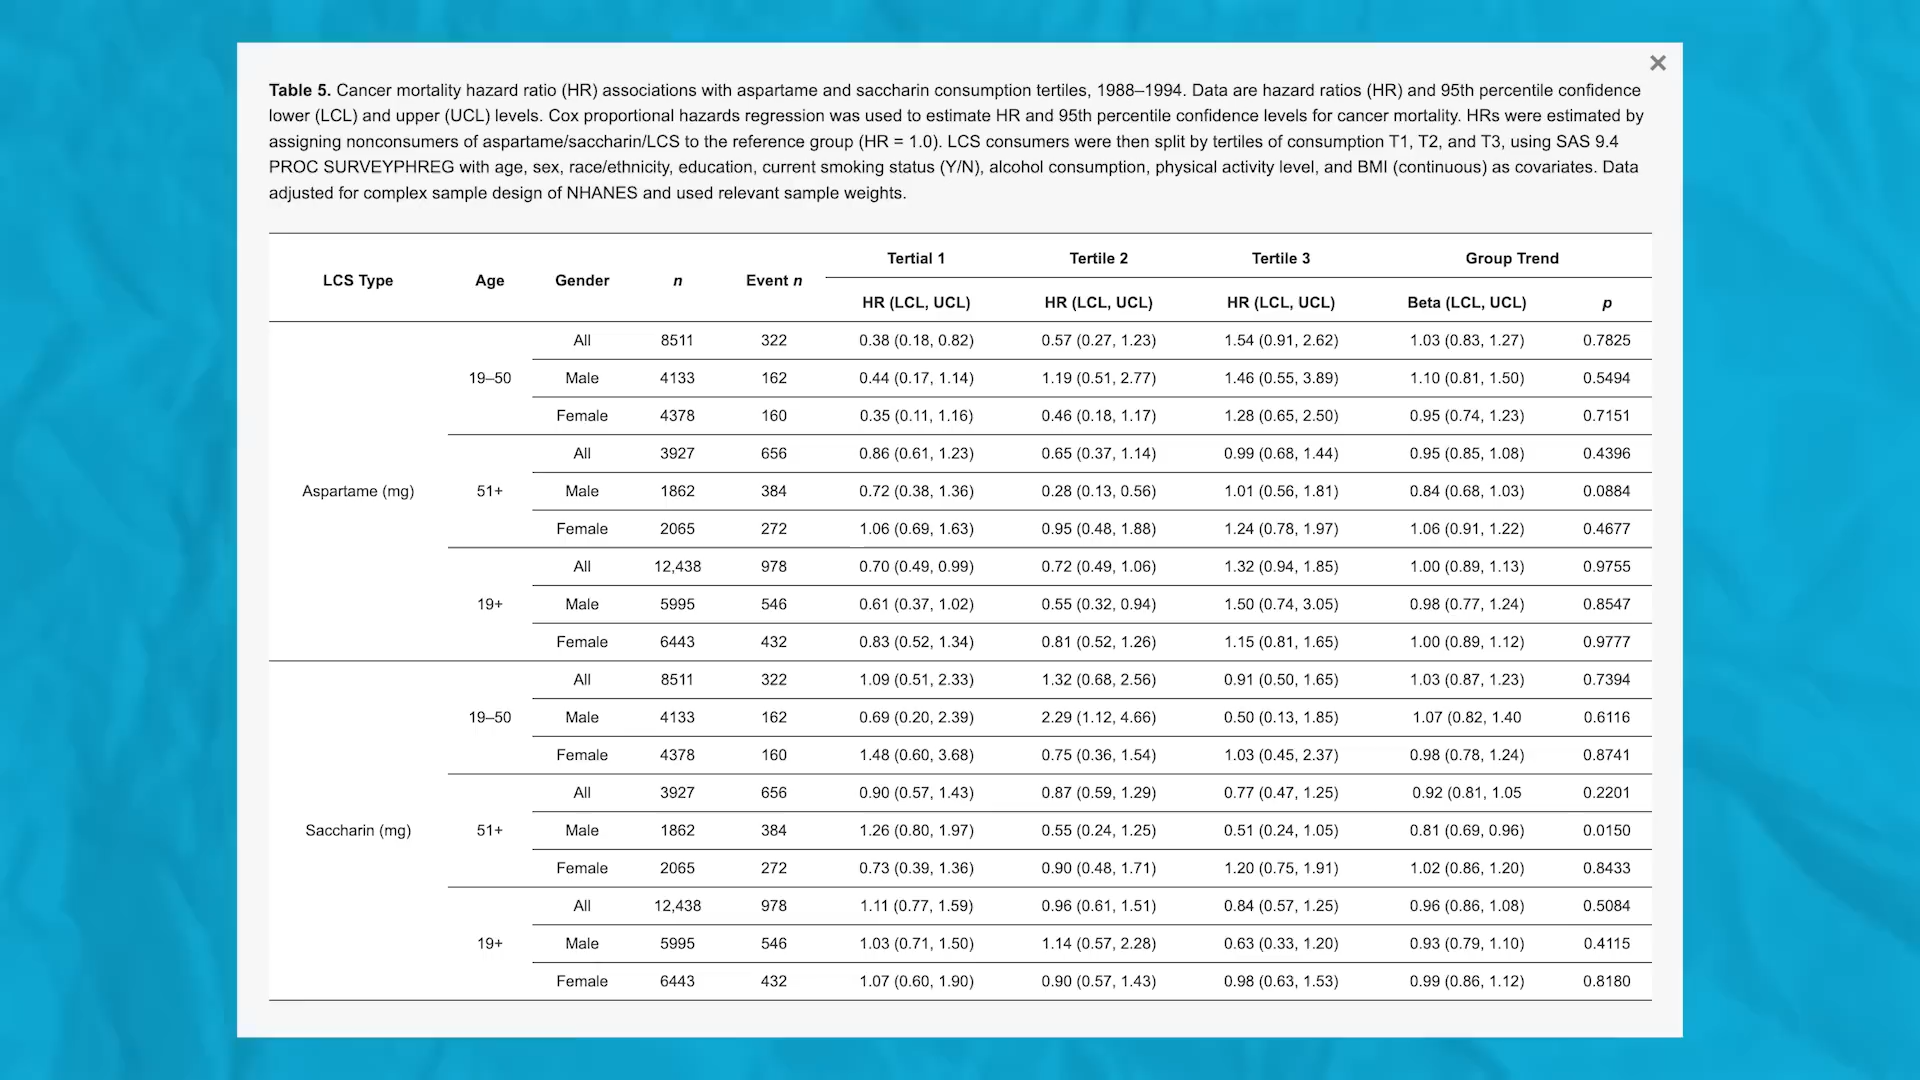 ×
Table 5. Cancer mortality hazard ratio (HR) associations with aspartame and saccharin consumption tertiles, 1988–1994. Data are hazard ratios (HR) and 95th percentile confidence
lower (LCL) and upper (UCL) levels. Cox proportional hazards regression was used to estimate HR and 95th percentile confidence levels for cancer mortality. HRs were estimated by
assigning nonconsumers of aspartame/saccharin/LCS to the reference group (HR = 1.0). LCS consumers were then split by tertiles of consumption T1, T2, and T3, using SAS 9.4
PROC SURVEYPHREG with age, sex, race/ethnicity, education, current smoking status (Y/N), alcohol consumption, physical activity level, and BMI (continuous) as covariates. Data
adjusted for complex sample design of NHANES and used relevant sample weights.
LCS Type Age Gender n Event n Tertial 1 Tertile 2 Tertile 3 Group Trend
HR (LCL, UCL) HR (LCL, UCL) HR (LCL, UCL) Beta (LCL, UCL) p
All 8511 322 0.38 (0.18, 0.82) 0.57 (0.27, 1.23) 1.54 (0.91, 2.62) 1.03 (0.83, 1.27) 0.7825
19–50 Male 4133 162 0.44 (0.17, 1.14) 1.19 (0.51, 2.77) 1.46 (0.55, 3.89) 1.10 (0.81, 1.50) 0.5494
Female 4378 160 0.35 (0.11, 1.16) 0.46 (0.18, 1.17) 1.28 (0.65, 2.50) 0.95 (0.74, 1.23) 0.7151
All 3927 656 0.86 (0.61, 1.23) 0.65 (0.37, 1.14) 0.99 (0.68, 1.44) 0.95 (0.85, 1.08) 0.4396
Aspartame (mg) 51+ Male 1862 384 0.72 (0.38, 1.36) 0.28 (0.13, 0.56) 1.01 (0.56, 1.81) 0.84 (0.68, 1.03) 0.0884
Female 2065 272 1.06 (0.69, 1.63) 0.95 (0.48, 1.88) 1.24 (0.78, 1.97) 1.06 (0.91, 1.22) 0.4677
All 12,438 978 0.70 (0.49, 0.99) 0.72 (0.49, 1.06) 1.32 (0.94, 1.85) 1.00 (0.89, 1.13) 0.9755
19+ Male 5995 546 0.61 (0.37, 1.02) 0.55 (0.32, 0.94) 1.50 (0.74, 3.05) 0.98 (0.77, 1.24) 0.8547
Female 6443 432 0.83 (0.52, 1.34) 0.81 (0.52, 1.26) 1.15 (0.81, 1.65) 1.00 (0.89, 1.12) 0.9777
All 8511 322 1.09 (0.51, 2.33) 1.32 (0.68, 2.56) 0.91 (0.50, 1.65) 1.03 (0.87, 1.23) 0.7394
19–50 Male 4133 162 0.69 (0.20, 2.39) 2.29 (1.12, 4.66) 0.50 (0.13, 1.85) 1.07 (0.82, 1.40 0.6116
Female 4378 160 1.48 (0.60, 3.68) 0.75 (0.36, 1.54) 1.03 (0.45, 2.37) 0.98 (0.78, 1.24) 0.8741
All 3927 656 0.90 (0.57, 1.43) 0.87 (0.59, 1.29) 0.77 (0.47, 1.25) 0.92 (0.81, 1.05 0.2201
Saccharin (mg) 51+ Male 1862 384 1.26 (0.80, 1.97) 0.55 (0.24, 1.25) 0.51 (0.24, 1.05) 0.81 (0.69, 0.96) 0.0150
Female 2065 272 0.73 (0.39, 1.36) 0.90 (0.48, 1.71) 1.20 (0.75, 1.91) 1.02 (0.86, 1.20) 0.8433
All 12,438 978 1.11 (0.77, 1.59) 0.96 (0.61, 1.51) 0.84 (0.57, 1.25) 0.96 (0.86, 1.08) 0.5084
19+ Male 5995 546 1.03 (0.71, 1.50) 1.14 (0.57, 2.28) 0.63 (0.33, 1.20) 0.93 (0.79, 1.10) 0.4115
Female 6443 432 1.07 (0.60, 1.90) 0.90 (0.57, 1.43) 0.98 (0.63, 1.53) 0.99 (0.86, 1.12) 0.8180